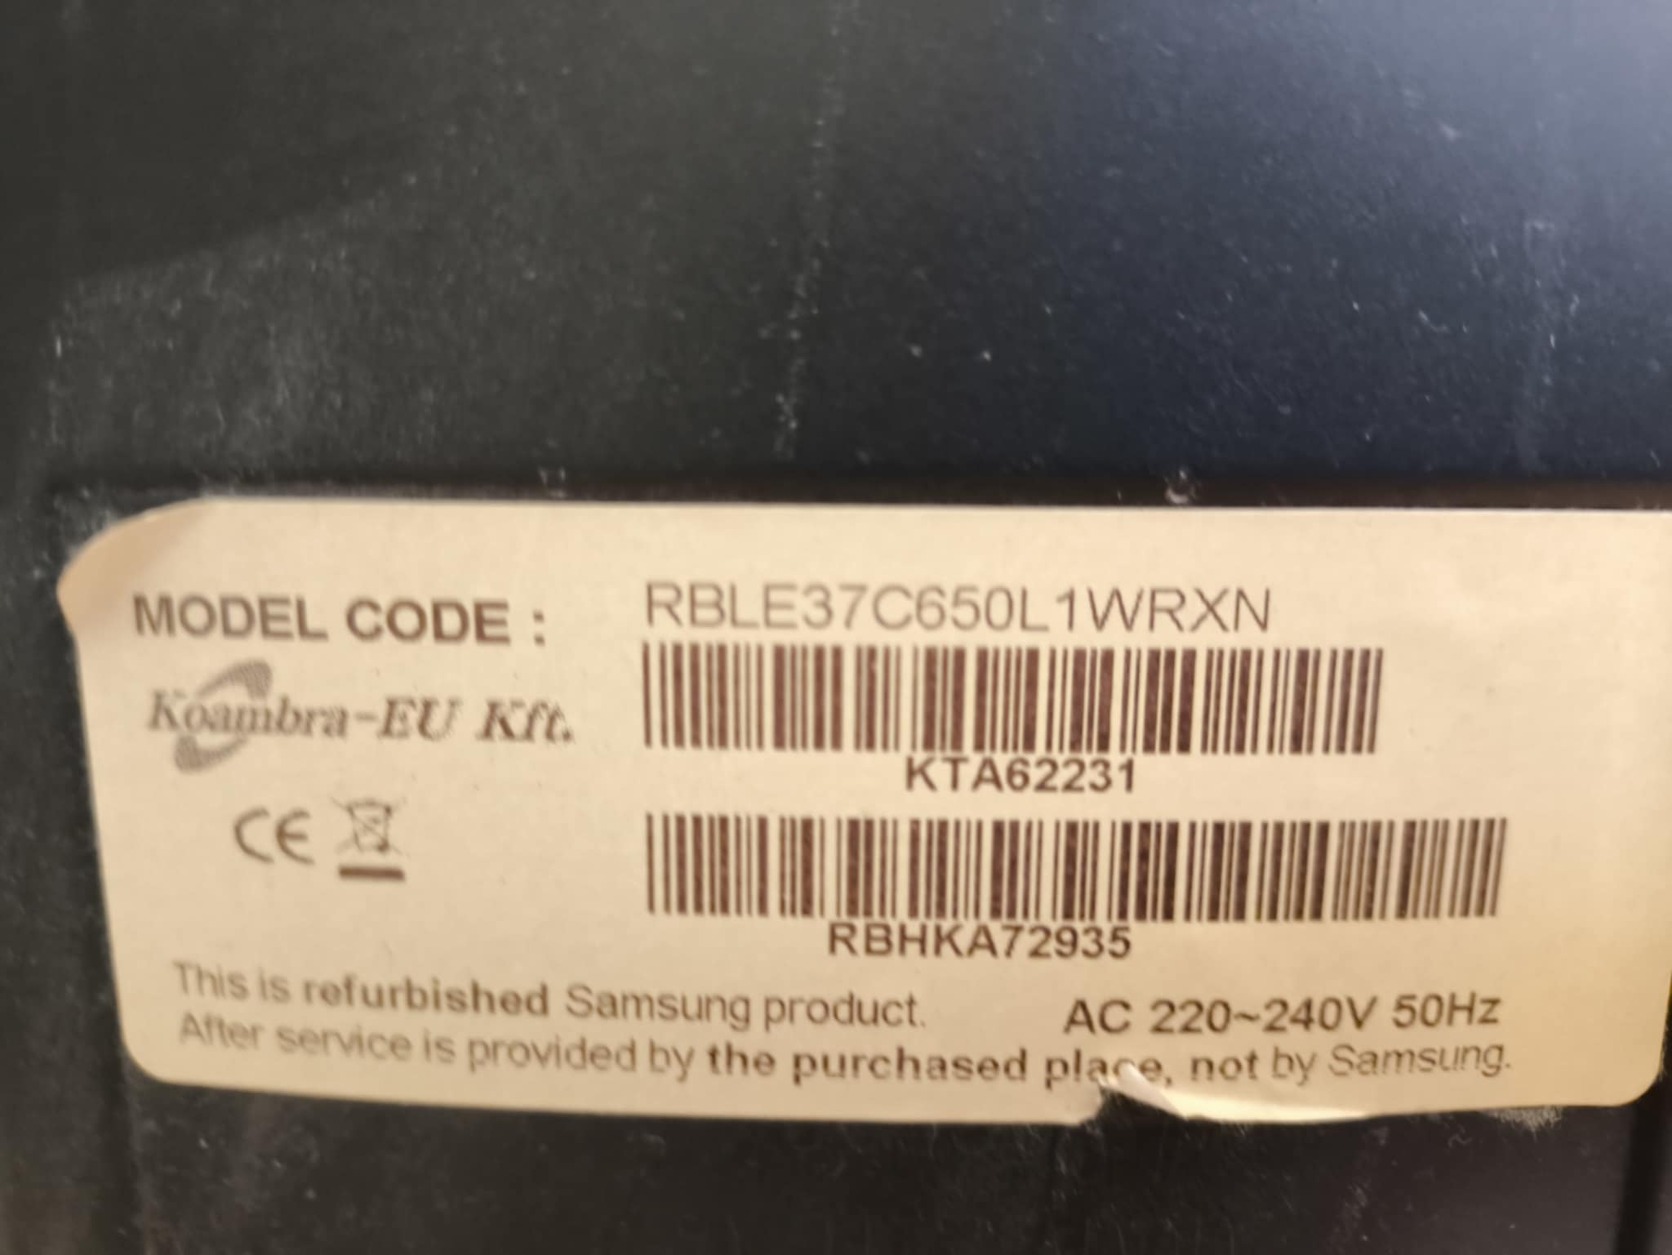 MODEL CODE : RBLE37C650L1WRXN
Koambra-EU Kft.
KTA62231
CE
RBHKA72935
This is refurbished Samsung product. AC 220~240V 50Hz
After service is provided by the purchased place, not by Samsung.